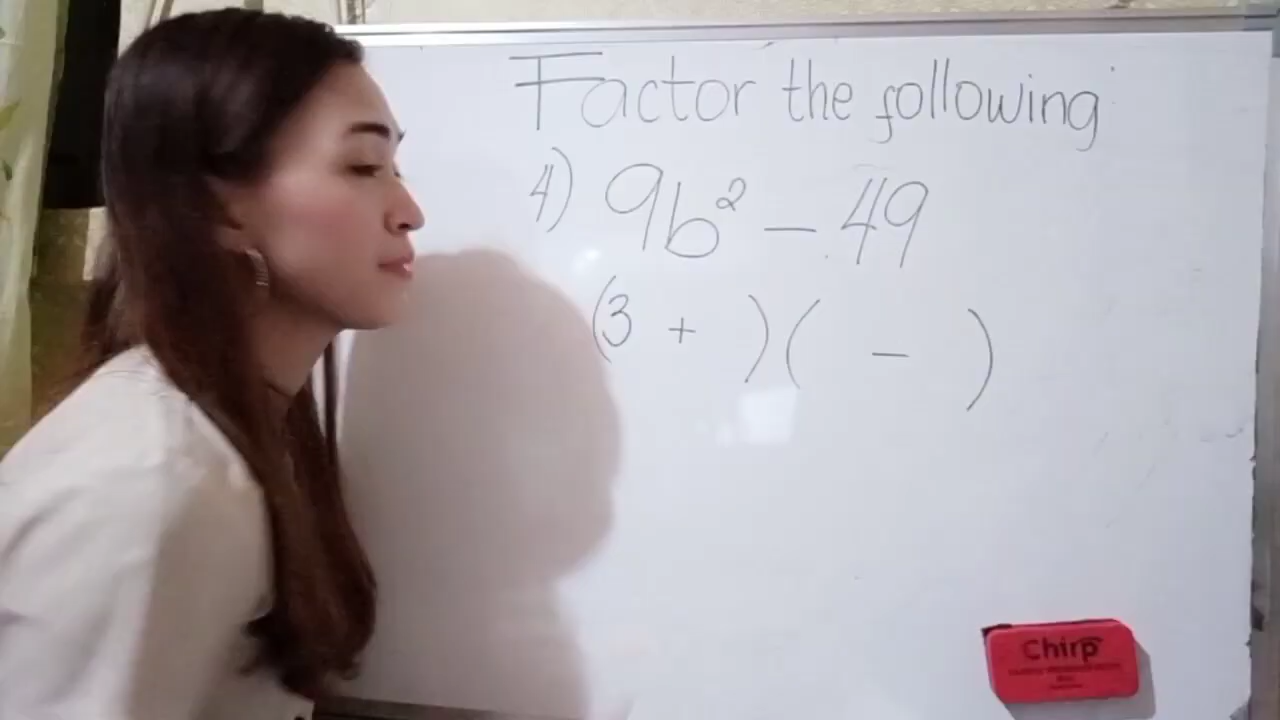 Factor the following
4) 9b² - 49
(3 + ) ( - )
Chirp